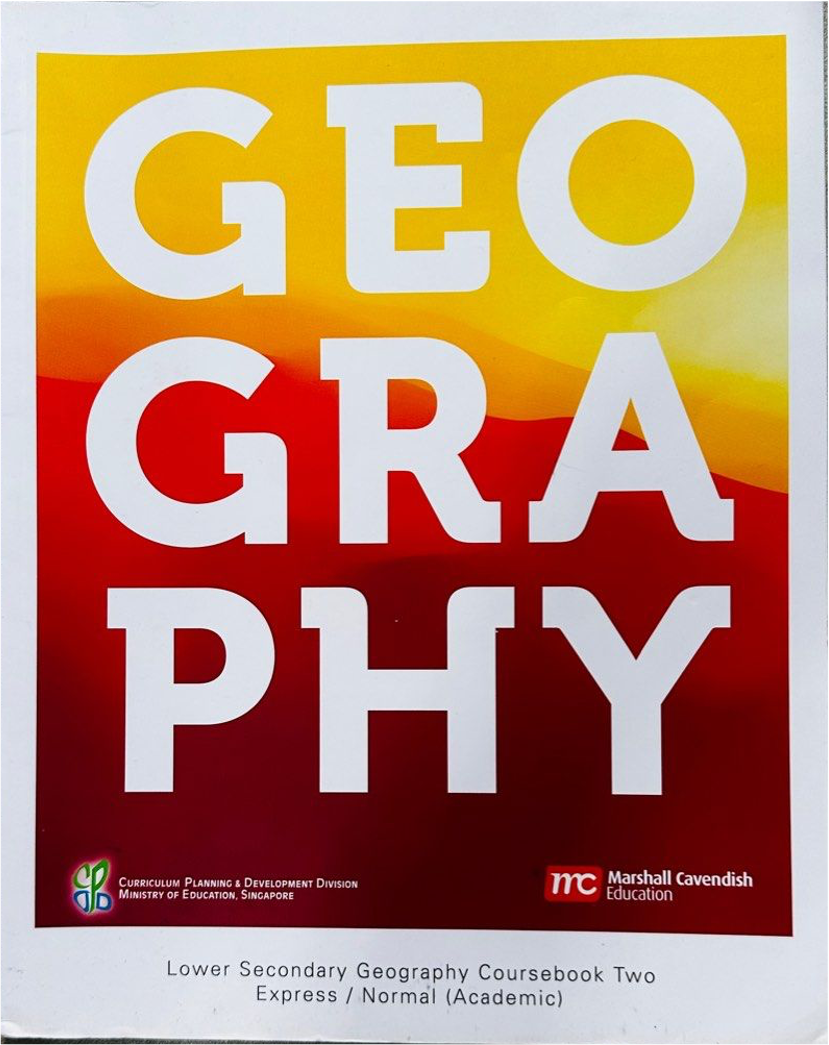 GEO
GRA
PHY
CPDD
CURRICULUM PLANNING & DEVELOPMENT DIVISION
MINISTRY OF EDUCATION, SINGAPORE
mc Marshall Cavendish
Education
Lower Secondary Geography Coursebook Two
Express / Normal (Academic)